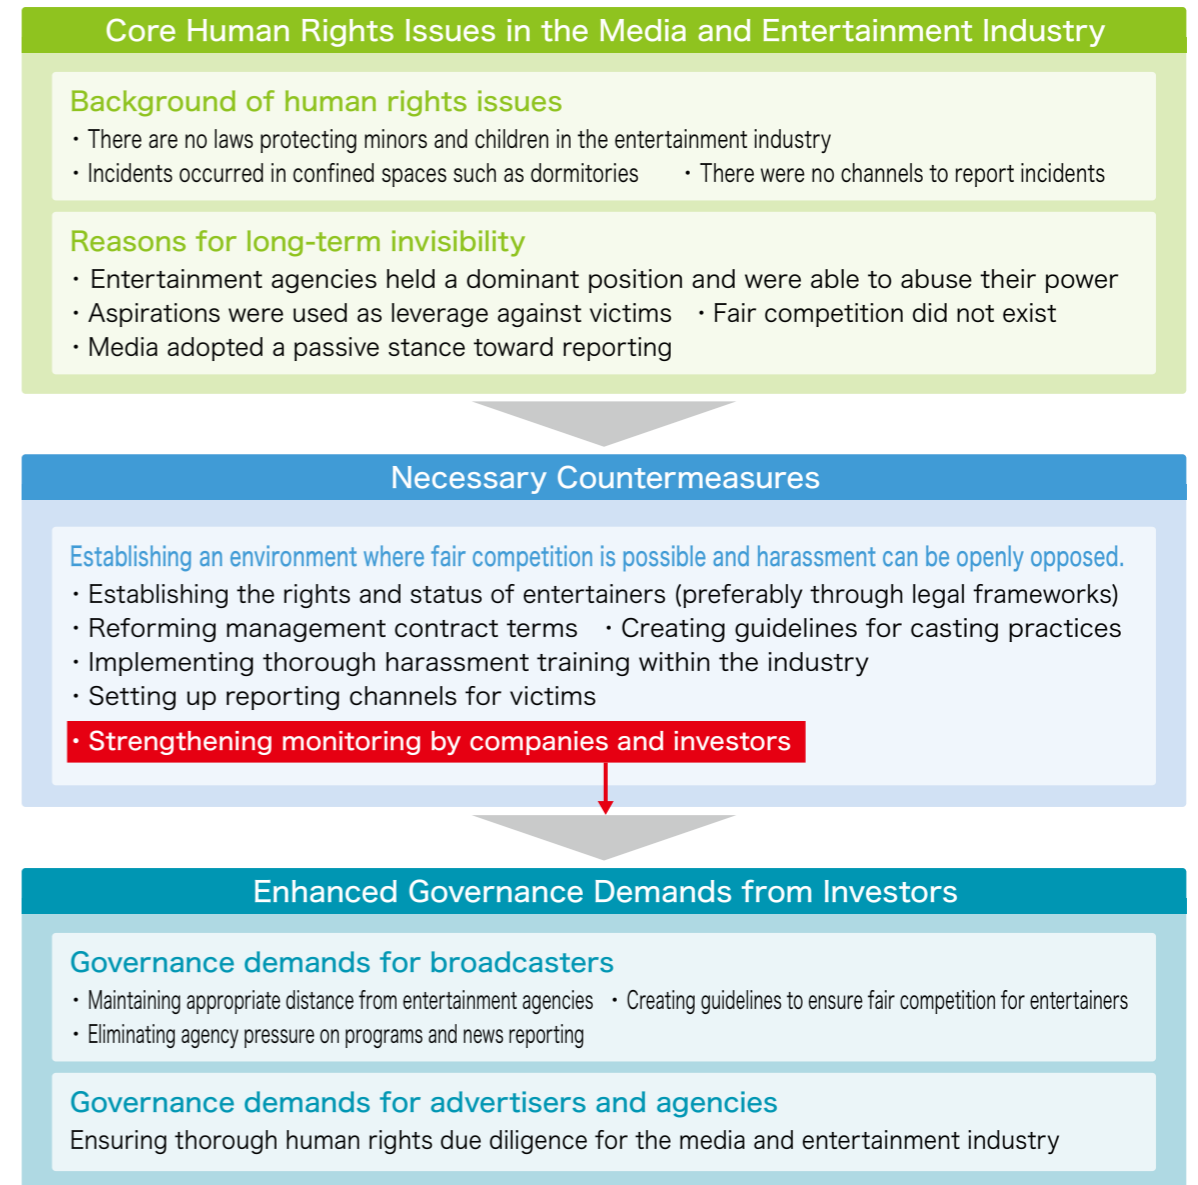 Core Human Rights Issues in the Media and Entertainment Industry
Background of human rights issues
・There are no laws protecting minors and children in the entertainment industry
・Incidents occurred in confined spaces such as dormitories ・There were no channels to report incidents
Reasons for long-term invisibility
・Entertainment agencies held a dominant position and were able to abuse their power
・Aspirations were used as leverage against victims ・Fair competition did not exist
・Media adopted a passive stance toward reporting
Necessary Countermeasures
Establishing an environment where fair competition is possible and harassment can be openly opposed.
・Establishing the rights and status of entertainers (preferably through legal frameworks)
・Reforming management contract terms ・Creating guidelines for casting practices
・Implementing thorough harassment training within the industry
・Setting up reporting channels for victims
・Strengthening monitoring by companies and investors
Enhanced Governance Demands from Investors
Governance demands for broadcasters
・Maintaining appropriate distance from entertainment agencies ・Creating guidelines to ensure fair competition for entertainers
・Eliminating agency pressure on programs and news reporting
Governance demands for advertisers and agencies
Ensuring thorough human rights due diligence for the media and entertainment industry